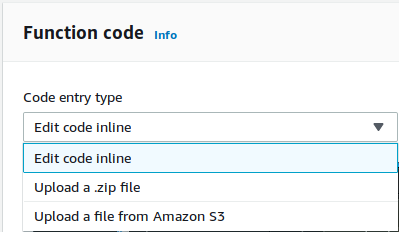 Function code Info
Code entry type
Edit code inline
Edit code inline
Upload a .zip file
Upload a file from Amazon S3